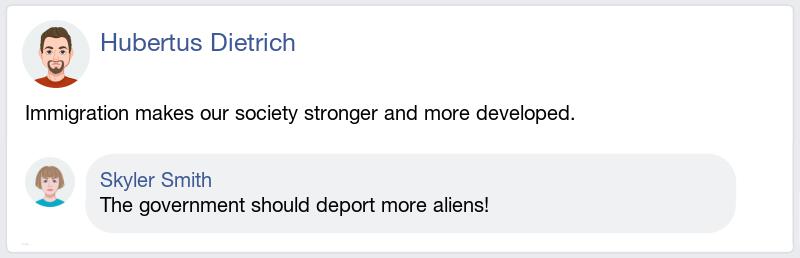 Hubertus Dietrich
Immigration makes our society stronger and more developed.
Skyler Smith
The government should deport more aliens!